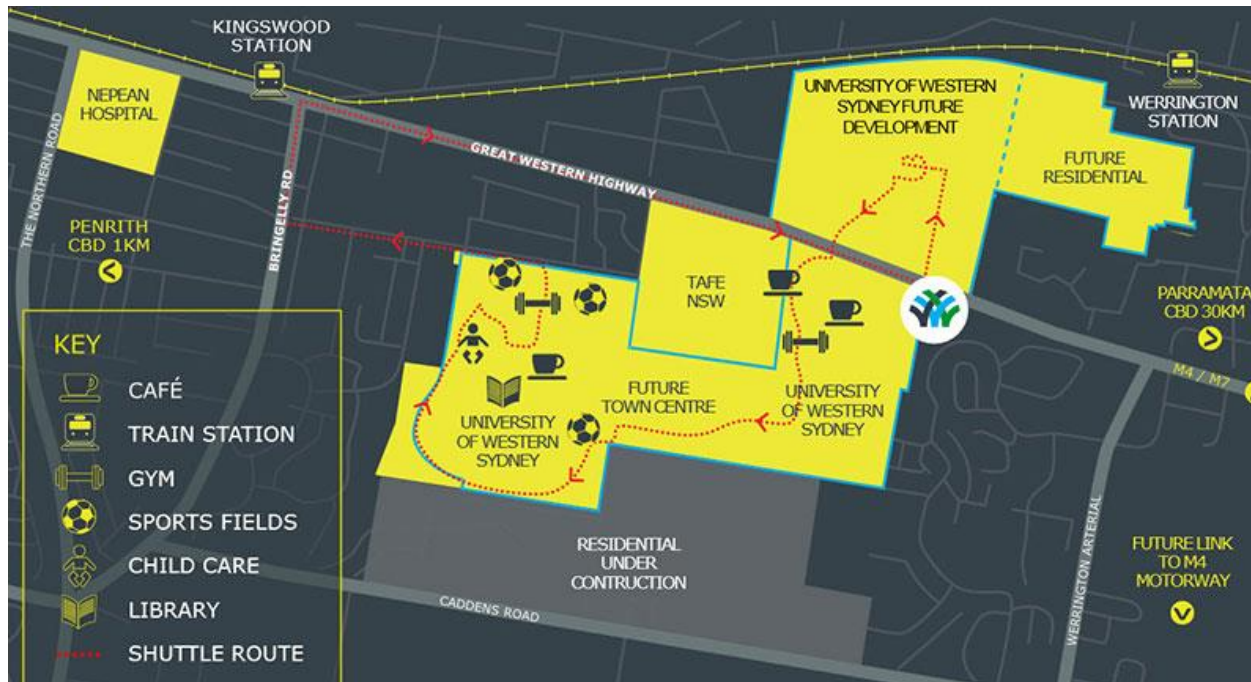 KINGSWOOD
STATION
NEPEAN
HOSPITAL
UNIVERSITY OF WESTERN
SYDNEY FUTURE
DEVELOPMENT
WERRINGTON
STATION
FUTURE
RESIDENTIAL
THE NORTHERN ROAD
BRINGELLY RD
GREAT WESTERN HIGHWAY
PENRITH
CBD 1KM
TAFE
NSW
PARRAMATA
CBD 30KM
M4 / M7
FUTURE
TOWN CENTRE
UNIVERSITY
OF WESTERN
SYDNEY
UNIVERSITY
OF WESTERN
SYDNEY
RESIDENTIAL
UNDER
CONTRUCTION
CADDENS ROAD
WERRINGTON ARTERIAL
FUTURE LINK
TO M4
MOTORWAY
KEY
CAFÉ
TRAIN STATION
GYM
SPORTS FIELDS
CHILD CARE
LIBRARY
SHUTTLE ROUTE